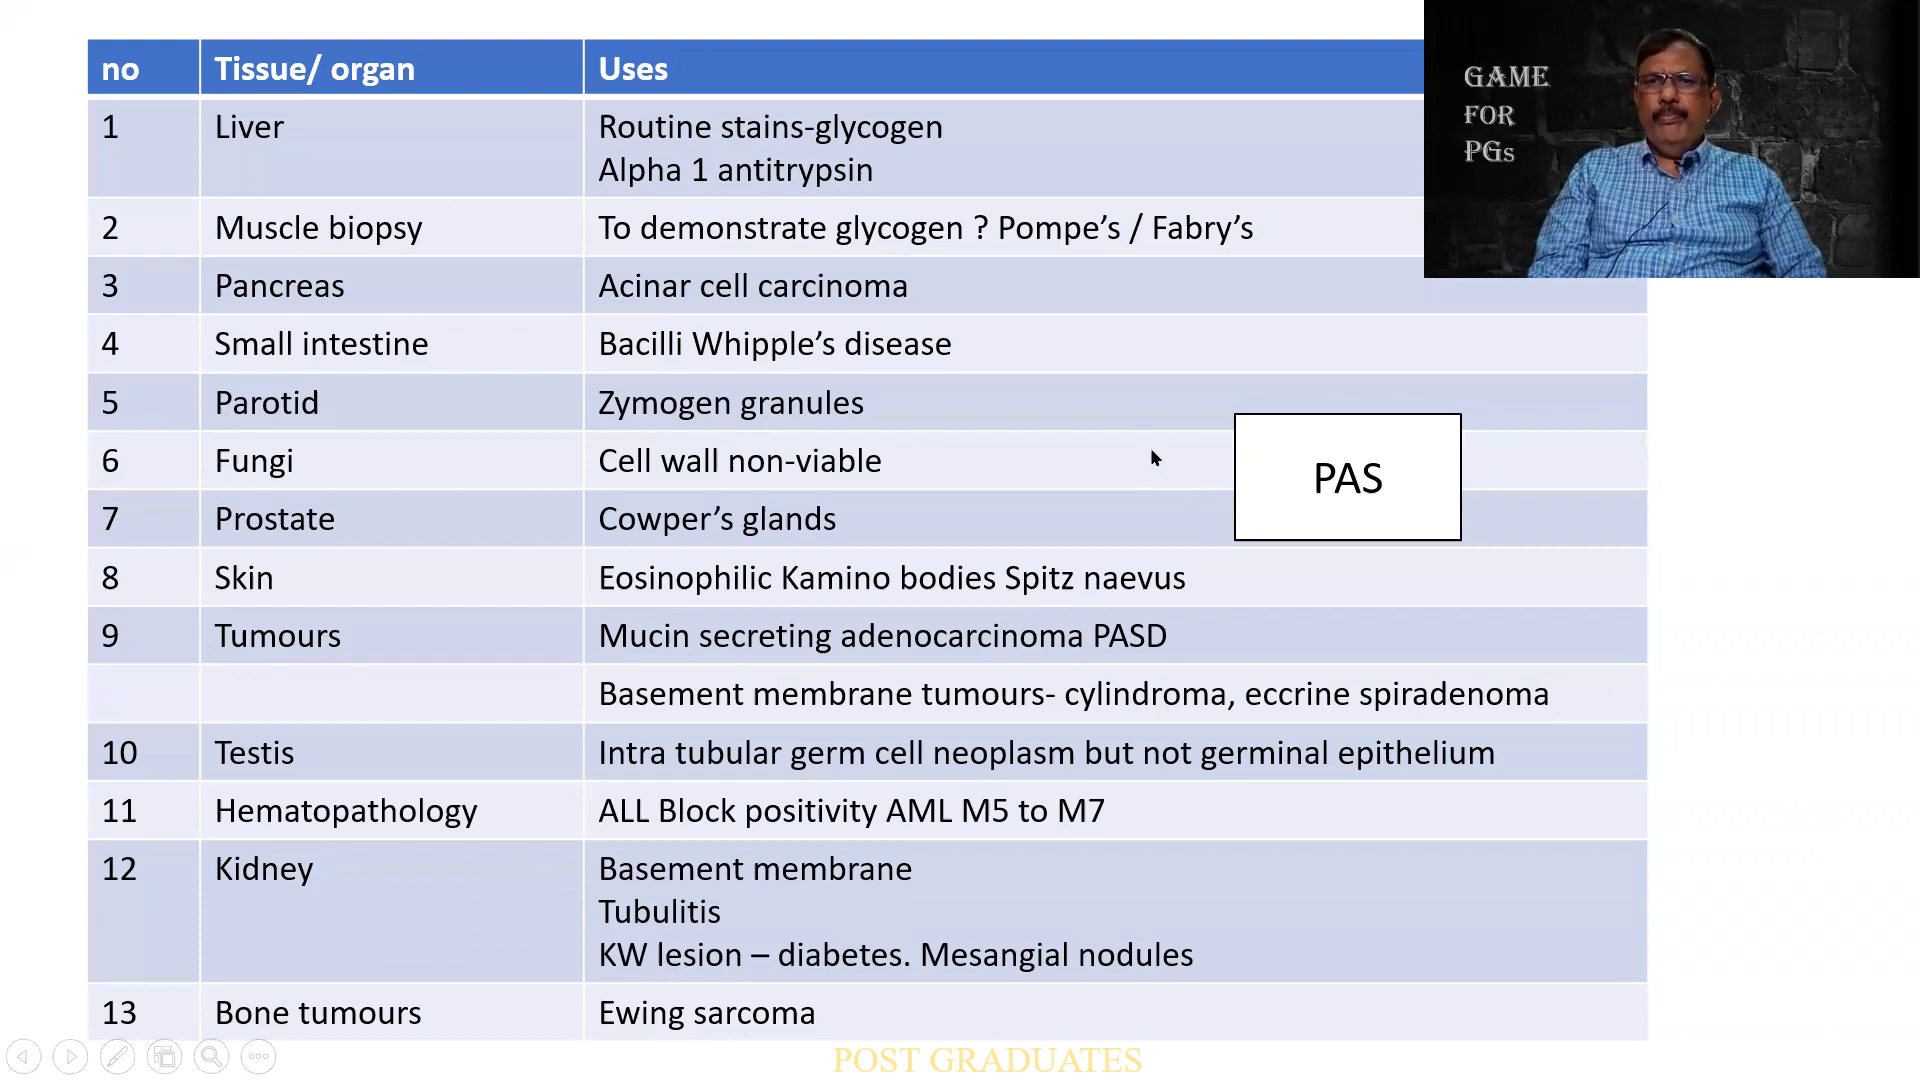 no Tissue/ organ Uses
1 Liver Routine stains-glycogen
Alpha 1 antitrypsin
2 Muscle biopsy To demonstrate glycogen ? Pompe's / Fabry's
3 Pancreas Acinar cell carcinoma
4 Small intestine Bacilli Whipple's disease
5 Parotid Zymogen granules
6 Fungi Cell wall non-viable
7 Prostate Cowper's glands
8 Skin Eosinophilic Kamino bodies Spitz naevus
9 Tumours Mucin secreting adenocarcinoma PASD
Basement membrane tumours- cylindroma, eccrine spiradenoma
10 Testis Intra tubular germ cell neoplasm but not germinal epithelium
11 Hematopathology ALL Block positivity AML M5 to M7
12 Kidney Basement membrane
Tubulitis
KW lesion – diabetes. Mesangial nodules
13 Bone tumours Ewing sarcoma
PAS
GAME
FOR
PGs
POST GRADUATES